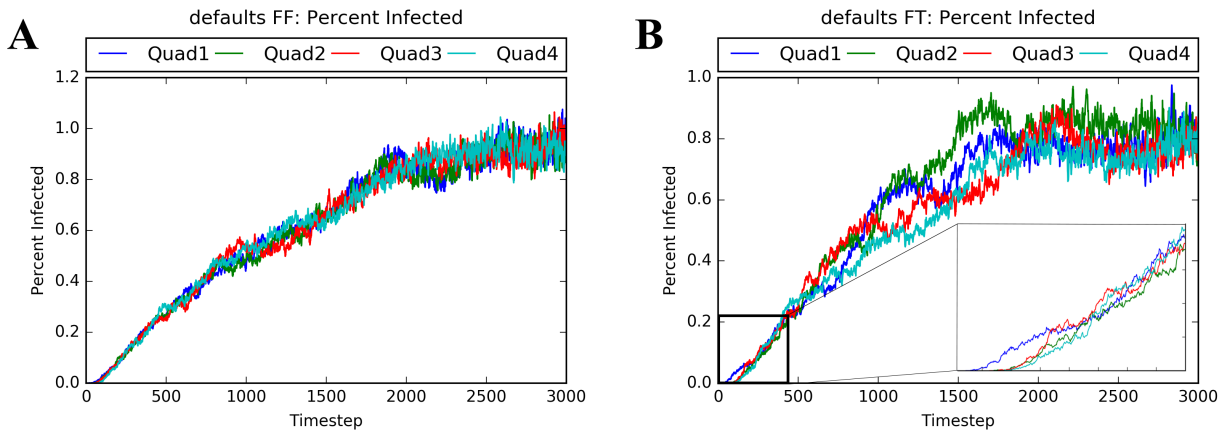 A
defaults FF: Percent Infected
Quad1 Quad2 Quad3 Quad4
1.2
1.0
0.8
0.6
0.4
0.2
0.0
Percent Infected
0 500 1000 1500 2000 2500 3000
Timestep
B
defaults FT: Percent Infected
Quad1 Quad2 Quad3 Quad4
1.0
0.8
0.6
0.4
0.2
0.0
Percent Infected
0 500 1000 1500 2000 2500 3000
Timestep